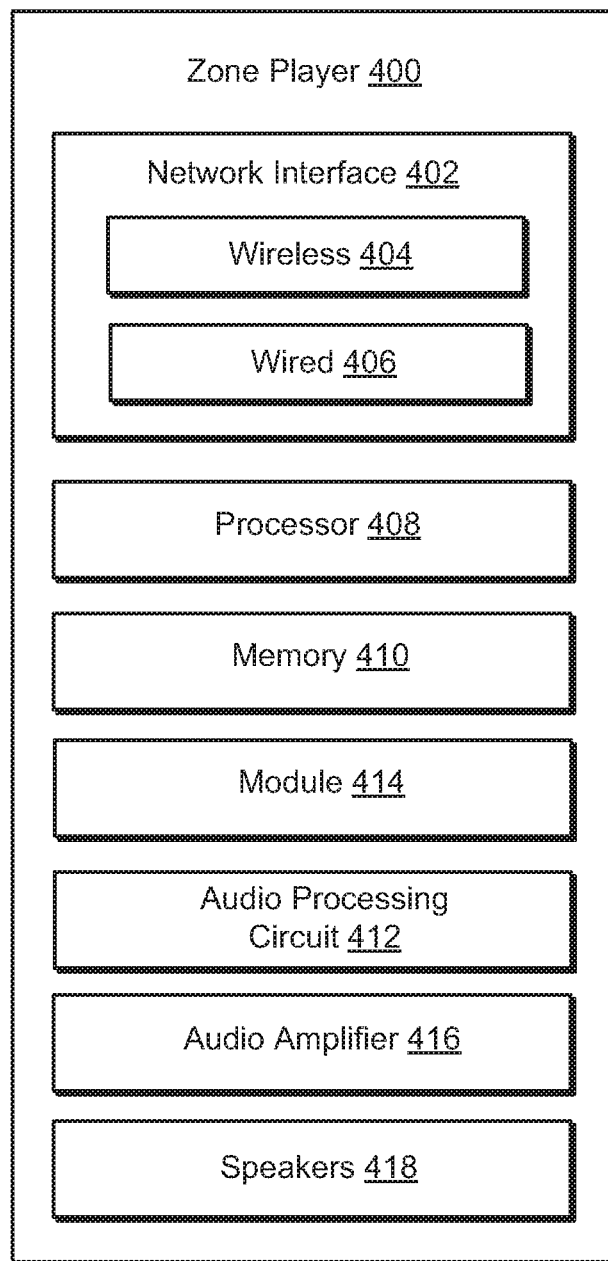 Zone Player 400
Network Interface 402
Wireless 404
Wired 406
Processor 408
Memory 410
Module 414
Audio Processing
Circuit 412
Audio Amplifier 416
Speakers 418